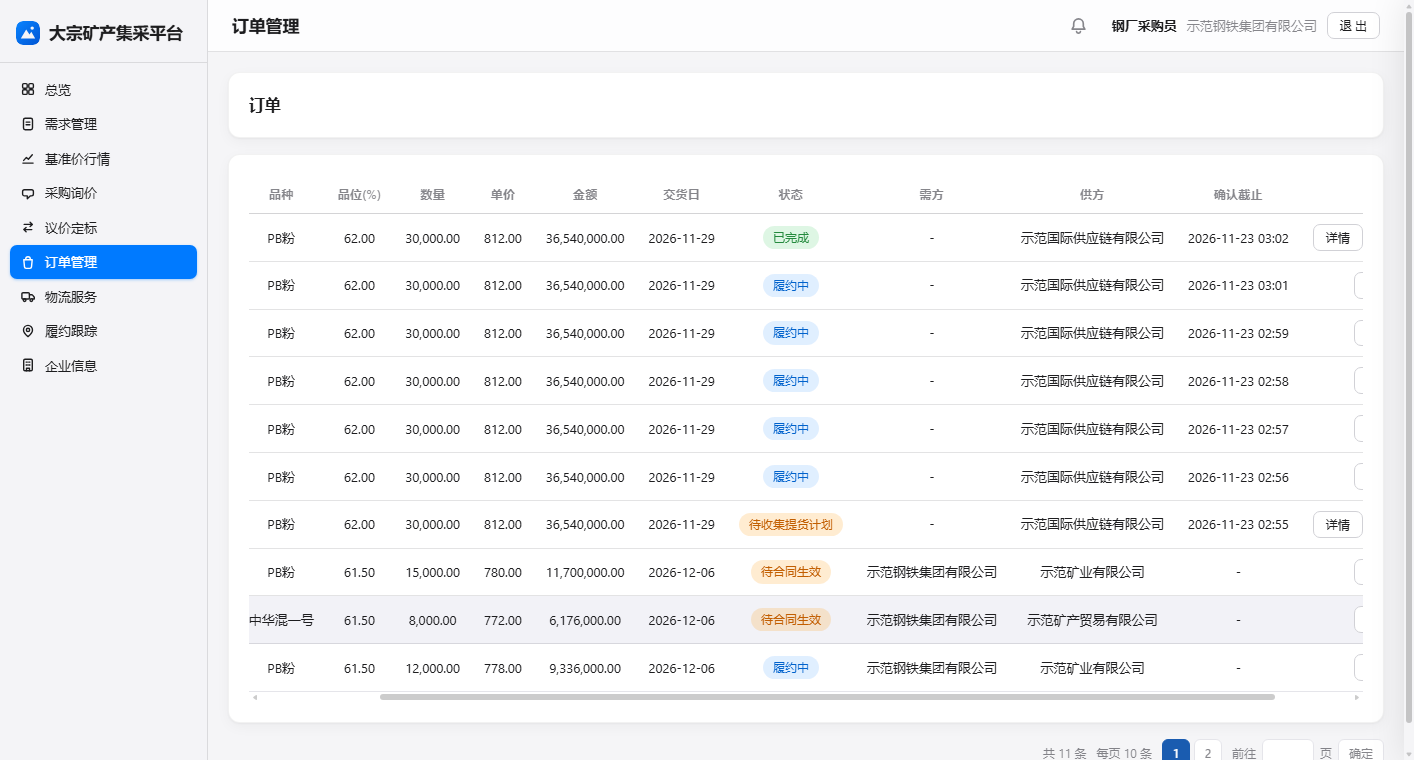 大宗矿产集采平台
订单管理
钢厂采购员 示范钢铁集团有限公司 退 出
总览
需求管理
基准价行情
采购询价
议价定标
订单管理
物流服务
履约跟踪
企业信息
订单
品种 品位(%) 数量 单价 金额 交货日 状态 需方 供方 确认截止
PB粉 62.00 30,000.00 812.00 36,540,000.00 2026-11-29 已完成 - 示范国际供应链有限公司 2026-11-23 03:02 详情
PB粉 62.00 30,000.00 812.00 36,540,000.00 2026-11-29 履约中 - 示范国际供应链有限公司 2026-11-23 03:01
PB粉 62.00 30,000.00 812.00 36,540,000.00 2026-11-29 履约中 - 示范国际供应链有限公司 2026-11-23 02:59
PB粉 62.00 30,000.00 812.00 36,540,000.00 2026-11-29 履约中 - 示范国际供应链有限公司 2026-11-23 02:58
PB粉 62.00 30,000.00 812.00 36,540,000.00 2026-11-29 履约中 - 示范国际供应链有限公司 2026-11-23 02:57
PB粉 62.00 30,000.00 812.00 36,540,000.00 2026-11-29 履约中 - 示范国际供应链有限公司 2026-11-23 02:56
PB粉 62.00 30,000.00 812.00 36,540,000.00 2026-11-29 待收集提货计划 - 示范国际供应链有限公司 2026-11-23 02:55 详情
PB粉 61.50 15,000.00 780.00 11,700,000.00 2026-12-06 待合同生效 示范钢铁集团有限公司 示范矿业有限公司 -
中华混一号 61.50 8,000.00 772.00 6,176,000.00 2026-12-06 待合同生效 示范钢铁集团有限公司 示范矿产贸易有限公司 -
PB粉 61.50 12,000.00 778.00 9,336,000.00 2026-12-06 履约中 示范钢铁集团有限公司 示范矿业有限公司 -
共 11 条 每页 10 条 1 2 前往 页 确定